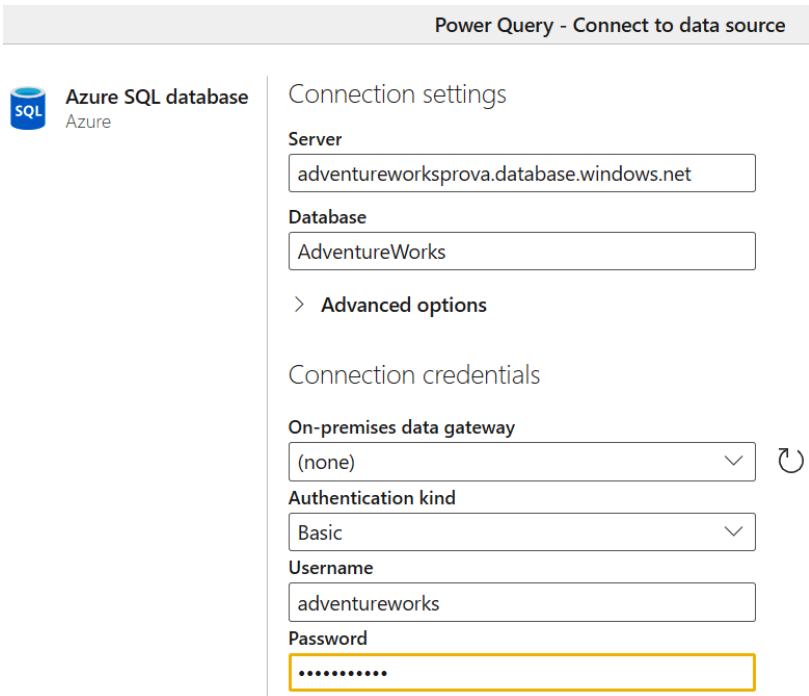 Power Query - Connect to data source
SQL
Azure SQL database
Azure
Connection settings
Server
adventureworksprova.database.windows.net
Database
AdventureWorks
Advanced options
Connection credentials
On-premises data gateway
(none)
Authentication kind
Basic
Username
adventureworks
Password
•••••••••••